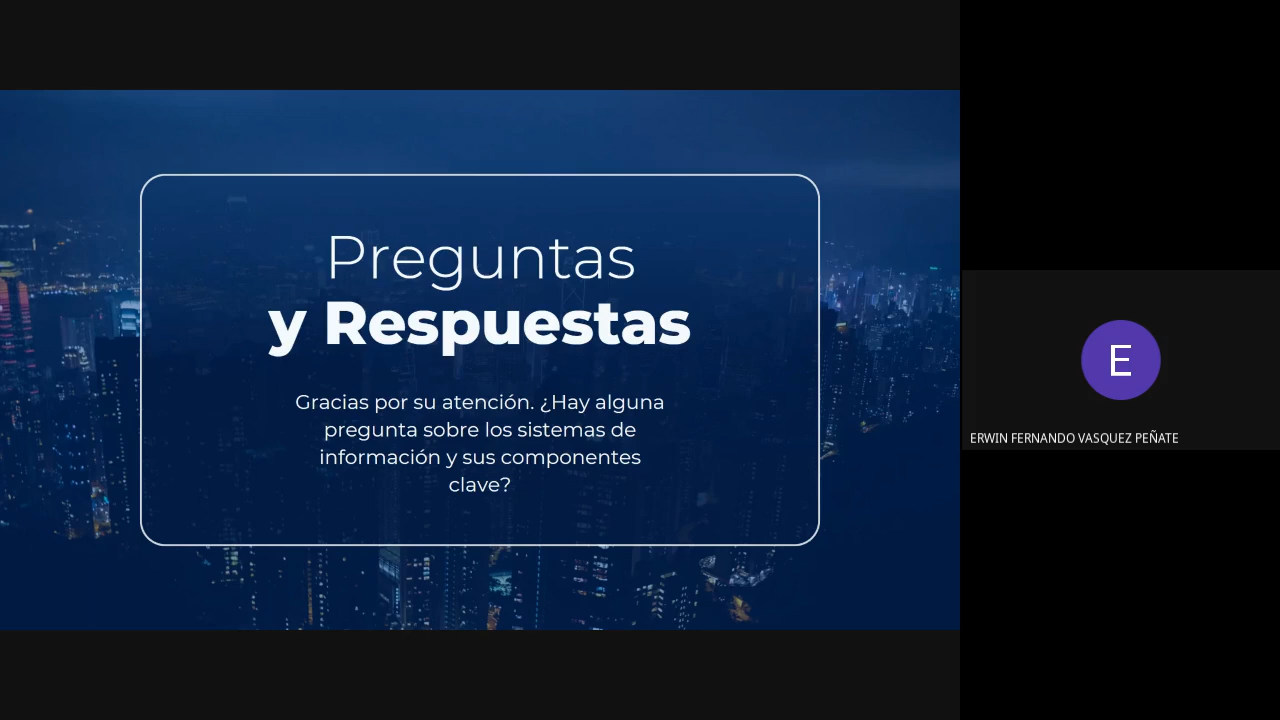 Preguntas
y Respuestas
Gracias por su atención. ¿Hay alguna
pregunta sobre los sistemas de
información y sus componentes
clave?
E
ERWIN FERNANDO VASQUEZ PEÑATE